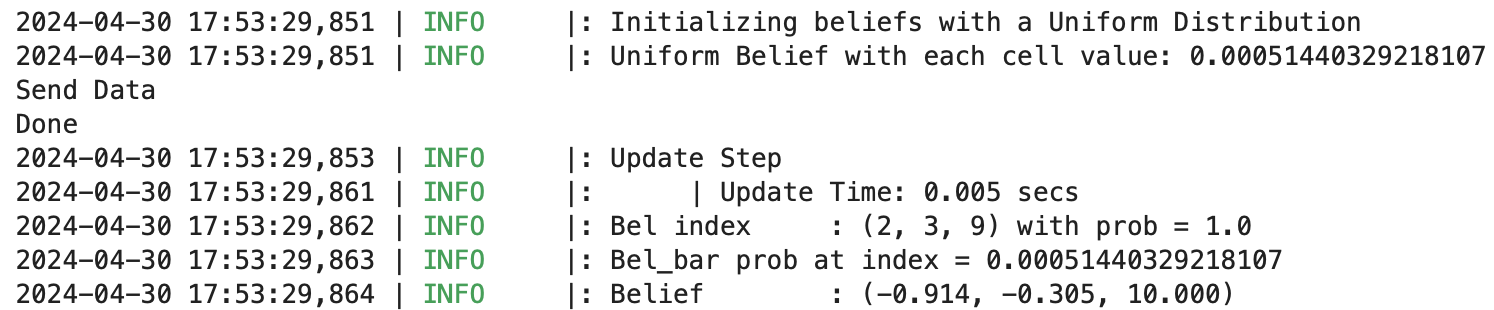 2024-04-30 17:53:29,851 | INFO     |: Initializing beliefs with a Uniform Distribution
2024-04-30 17:53:29,851 | INFO     |: Uniform Belief with each cell value: 0.00051440329218107
Send Data
Done
2024-04-30 17:53:29,853 | INFO     |: Update Step
2024-04-30 17:53:29,861 | INFO     |:      | Update Time: 0.005 secs
2024-04-30 17:53:29,862 | INFO     |: Bel index     : (2, 3, 9) with prob = 1.0
2024-04-30 17:53:29,863 | INFO     |: Bel_bar prob at index = 0.00051440329218107
2024-04-30 17:53:29,864 | INFO     |: Belief        : (-0.914, -0.305, 10.000)